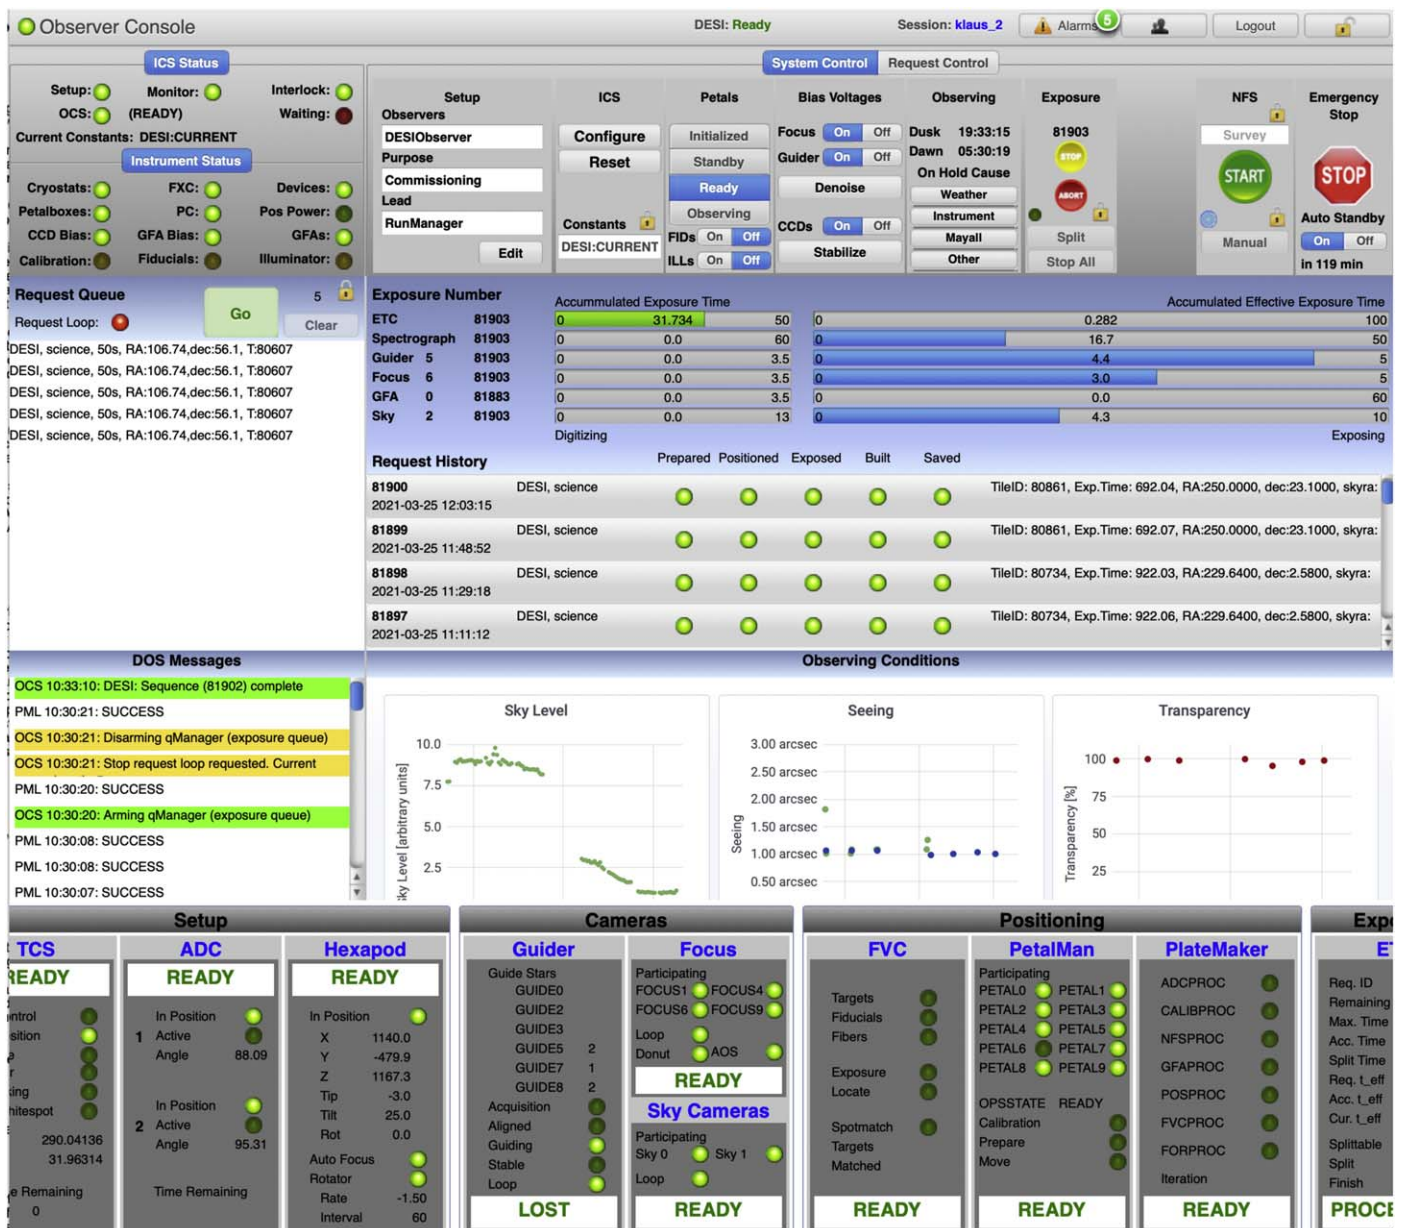 Observer Console
DESI: Ready
Session: klaus_2
Alarms
5
Logout
ICS Status
Setup:
Monitor:
Interlock:
OCS:
(READY)
Waiting:
Current Constants: DESI:CURRENT
Instrument Status
Cryostats:
FXC:
Devices:
Petalboxes:
PC:
Pos Power:
CCD Bias:
GFA Bias:
GFAs:
Calibration:
Fiducials:
Illuminator:
System Control
Request Control
Setup
Observers
DESIObserver
Purpose
Commissioning
Lead
RunManager
Edit
ICS
Configure
Reset
Constants
DESI:CURRENT
Petals
Initialized
Standby
Ready
Observing
FIDs On Off
ILLs On Off
Bias Voltages
Focus On Off
Guider On Off
Denoise
CCDs On Off
Stabilize
Observing
Dusk 19:33:15
Dawn 05:30:19
On Hold Cause
Weather
Instrument
Mayall
Other
Exposure
81903
STOP
ABORT
Split
Stop All
NFS
Survey
START
Manual
Emergency
Stop
STOP
Auto Standby
On Off
in 119 min
Request Queue
Go
5
Request Loop:
Clear
DESI, science, 50s, RA:106.74,dec:56.1, T:80607
DESI, science, 50s, RA:106.74,dec:56.1, T:80607
DESI, science, 50s, RA:106.74,dec:56.1, T:80607
DESI, science, 50s, RA:106.74,dec:56.1, T:80607
DESI, science, 50s, RA:106.74,dec:56.1, T:80607
Exposure Number
Accummulated Exposure Time
Accumulated Effective Exposure Time
ETC 81903 0 31.734 50 0 0.282 100
Spectrograph 81903 0 0.0 60 0 16.7 50
Guider 5 81903 0 0.0 3.5 0 4.4 5
Focus 6 81903 0 0.0 3.5 0 3.0 5
GFA 0 81883 0 0.0 3.5 0 0.0 60
Sky 2 81903 0 0.0 13 0 4.3 10
Digitizing
Exposing
Request History
Prepared Positioned Exposed Built Saved
81900 DESI, science TileID: 80861, Exp.Time: 692.04, RA:250.0000, dec:23.1000, skyra:
2021-03-25 12:03:15
81899 DESI, science TileID: 80861, Exp.Time: 692.07, RA:250.0000, dec:23.1000, skyra:
2021-03-25 11:48:52
81898 DESI, science TileID: 80734, Exp.Time: 922.03, RA:229.6400, dec:2.5800, skyra:
2021-03-25 11:29:18
81897 DESI, science TileID: 80734, Exp.Time: 922.06, RA:229.6400, dec:2.5800, skyra:
2021-03-25 11:11:12
DOS Messages
OCS 10:33:10: DESI: Sequence (81902) complete
PML 10:30:21: SUCCESS
OCS 10:30:21: Disarming qManager (exposure queue)
OCS 10:30:21: Stop request loop requested. Current
PML 10:30:20: SUCCESS
OCS 10:30:20: Arming qManager (exposure queue)
PML 10:30:08: SUCCESS
PML 10:30:08: SUCCESS
PML 10:30:07: SUCCESS
Observing Conditions
Sky Level
10.0
7.5
5.0
2.5
ky Level [arbitrary units]
Seeing
3.00 arcsec
2.50 arcsec
2.00 arcsec
1.50 arcsec
1.00 arcsec
0.50 arcsec
Seeing
Transparency
100
75
50
25
Transparency [%]
Setup
TCS
READY
ntrol
sition
king
hitespot
290.04136
31.96314
e Remaining
0
ADC
READY
In Position
1 Active
Angle 88.09
In Position
2 Active
Angle 95.31
Time Remaining
Hexapod
READY
In Position
X 1140.0
Y -479.9
Z 1167.3
Tip -3.0
Tilt 25.0
Rot 0.0
Auto Focus
Rotator
Rate -1.50
Interval 60
Cameras
Guider
Guide Stars
GUIDE0
GUIDE2
GUIDE3
GUIDE5 2
GUIDE7 1
GUIDE8 2
Acquisition
Aligned
Guiding
Stable
Loop
LOST
Focus
Participating
FOCUS1 FOCUS4
FOCUS6 FOCUS9
Loop
Donut AOS
READY
Sky Cameras
Participating
Sky 0 Sky 1
Loop
READY
Positioning
FVC
Targets
Fiducials
Fibers
Exposure
Locate
Spotmatch
Targets
Matched
READY
PetalMan
Participating
PETAL0 PETAL1
PETAL2 PETAL3
PETAL4 PETAL5
PETAL6 PETAL7
PETAL8 PETAL9
OPSSTATE READY
Calibration
Prepare
Move
READY
PlateMaker
ADCPROC
CALIBPROC
NFSPROC
GFAPROC
POSPROC
FVCPROC
FORPROC
Iteration
READY
Expo
E
Req. ID
Remaining
Max. Time
Acc. Time
Split Time
Req. t_eff
Acc. t_eff
Cur. t_eff
Splittable
Split
Finish
PROCE